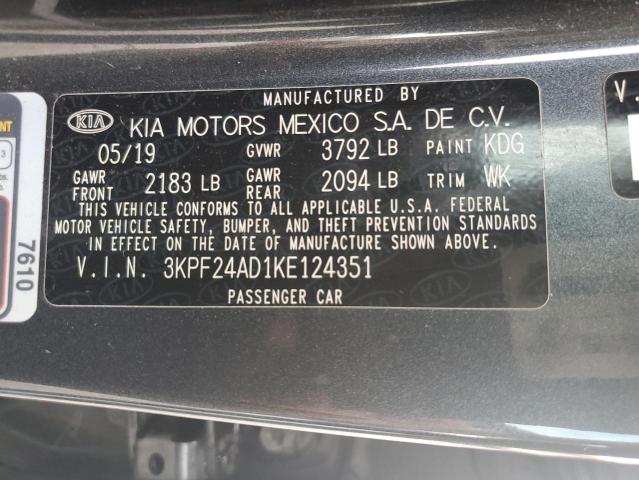 MANUFACTURED BY
KIA KIA MOTORS MEXICO S.A. DE C.V.
05/19 GVWR 3792 LB PAINT KDG
GAWR FRONT 2183 LB GAWR REAR 2094 LB TRIM WK
THIS VEHICLE CONFORMS TO ALL APPLICABLE U.S.A. FEDERAL
MOTOR VEHICLE SAFETY, BUMPER, AND THEFT PREVENTION STANDARDS
IN EFFECT ON THE DATE OF MANUFACTURE SHOWN ABOVE.
V.I.N. 3KPF24AD1KE124351
PASSENGER CAR
7610
3
V.